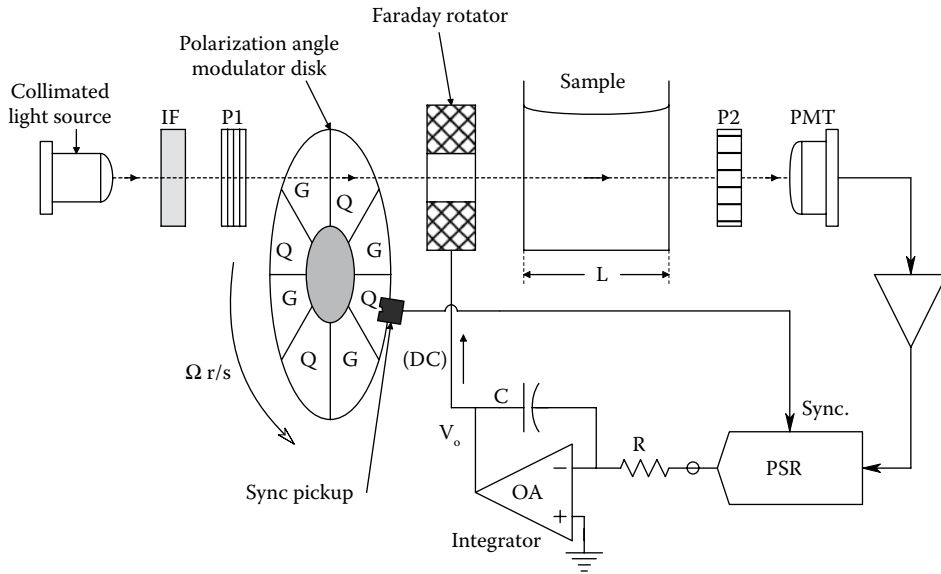 Faraday rotator
Polarization angle
modulator disk
Collimated
light source
IF
P1
Sample
P2
PMT
G
Q
Q
G
G
Q
Q
G
L
Ω r/s
(DC)
C
Sync.
V_o
R
PSR
OA
Sync pickup
Integrator